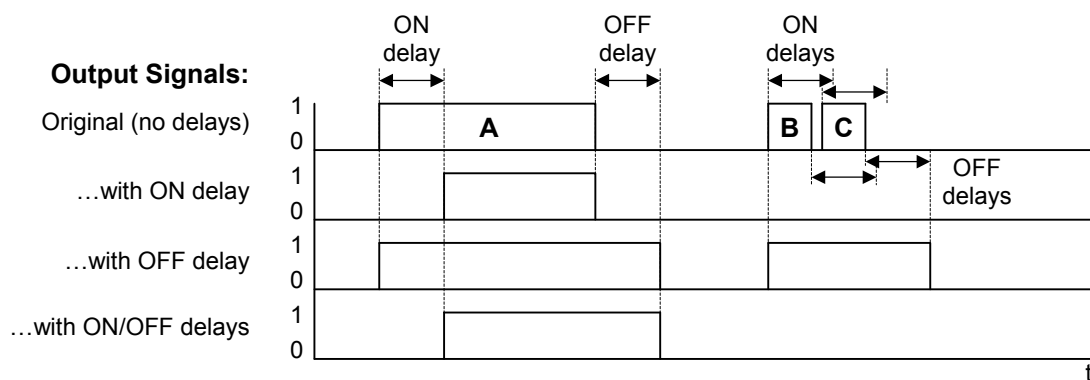 ON
delay
OFF
delay
ON
delays
Output Signals:
Original (no delays)
1
0
A
B
C
OFF
delays
…with ON delay
1
0
…with OFF delay
1
0
…with ON/OFF delays
1
0
t